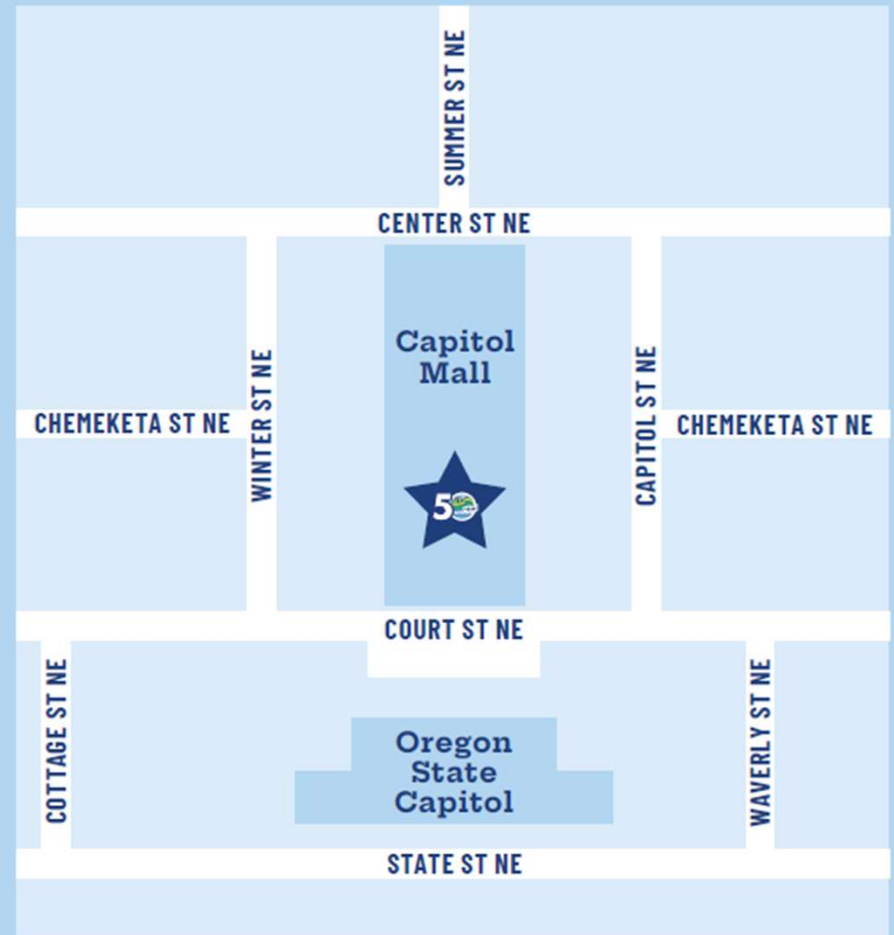 SUMMER ST NE
CENTER ST NE
Capitol
Mall
WINTER ST NE
CAPITOL ST NE
CHEMEKETA ST NE
CHEMEKETA ST NE
50
COURT ST NE
COTTAGE ST NE
WAVERLY ST NE
Oregon
State
Capitol
STATE ST NE